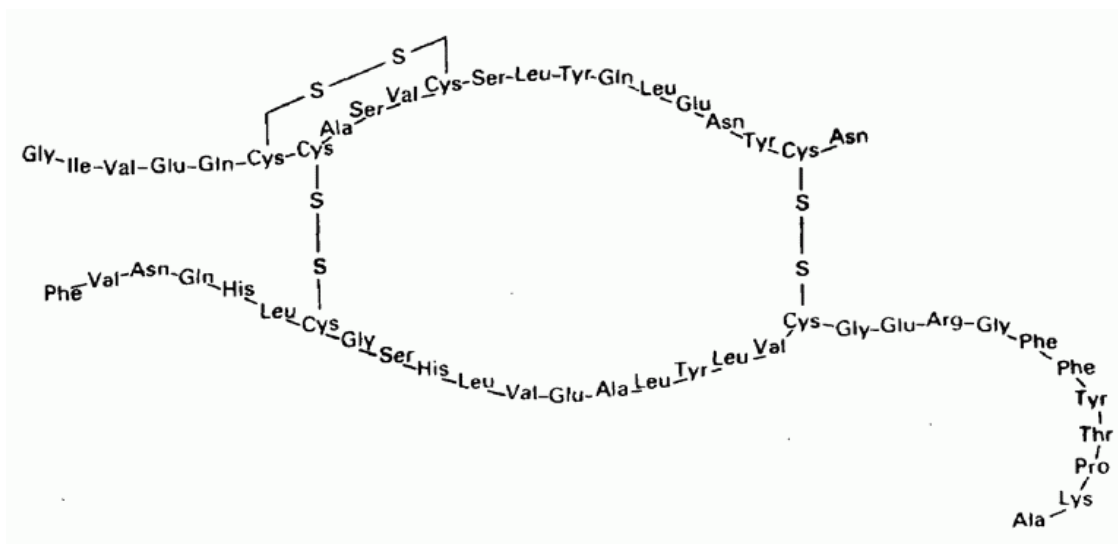 S S
Gly-Ile-Val-Glu-Gln-Cys-Cys-Ala-Ser-Val-Cys-Ser-Leu-Tyr-Gln-Leu-Glu-Asn-Tyr-Cys-Asn
S S
S S
Phe-Val-Asn-Gln-His-Leu-Cys-Gly-Ser-His-Leu-Val-Glu-Ala-Leu-Tyr-Leu-Val-Cys-Gly-Glu-Arg-Gly-Phe-Phe-Tyr-Thr-Pro-Lys-Ala